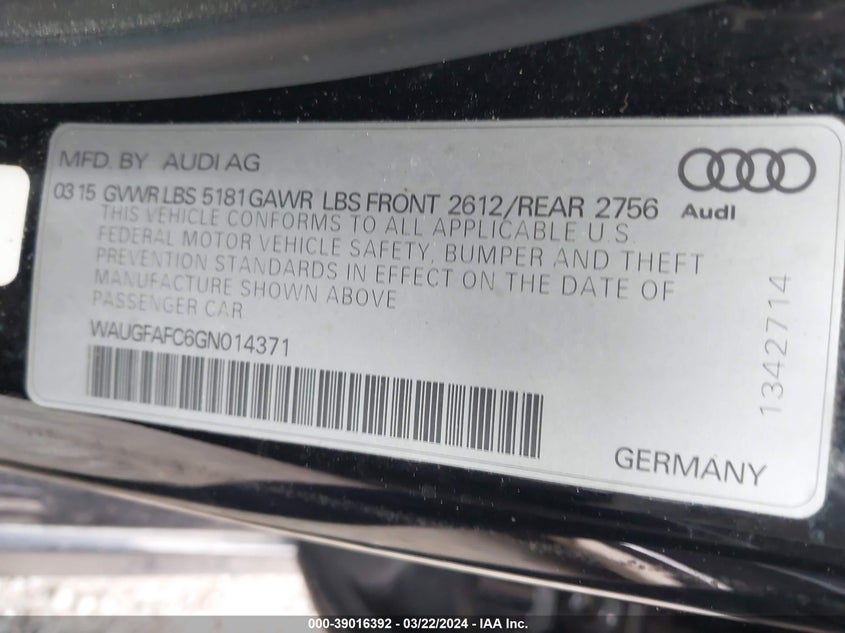 MFD. BY AUDI AG
03 15 GVWR LBS 5181 GAWR LBS FRONT 2612/REAR 2756
Audi
THIS VEHICLE CONFORMS TO ALL APPLICABLE U.S.
FEDERAL MOTOR VEHICLE SAFETY, BUMPER AND THEFT
PREVENTION STANDARDS IN EFFECT ON THE DATE OF
MANUFACTURE SHOWN ABOVE
PASSENGER CAR
WAUGFAFC6GN014371
1342714
GERMANY
000-39016392 - 03/22/2024 - IAA Inc.